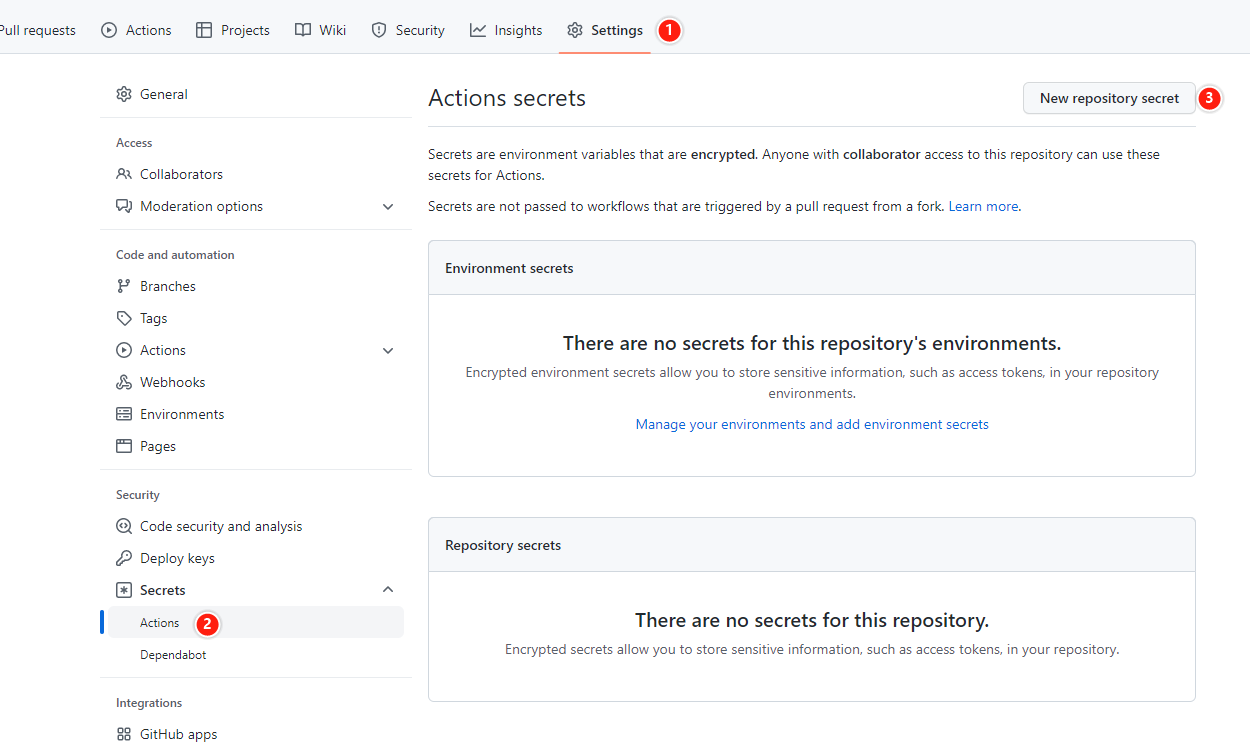 Pull requests Actions Projects Wiki Security Insights Settings 1
General
Access
Collaborators
Moderation options
Code and automation
Branches
Tags
Actions
Webhooks
Environments
Pages
Security
Code security and analysis
Deploy keys
Secrets
Actions 2
Dependabot
Integrations
GitHub apps
Actions secrets
New repository secret 3
Secrets are environment variables that are encrypted. Anyone with collaborator access to this repository can use these
secrets for Actions.
Secrets are not passed to workflows that are triggered by a pull request from a fork. Learn more.
Environment secrets
There are no secrets for this repository's environments.
Encrypted environment secrets allow you to store sensitive information, such as access tokens, in your repository
environments.
Manage your environments and add environment secrets
Repository secrets
There are no secrets for this repository.
Encrypted secrets allow you to store sensitive information, such as access tokens, in your repository.